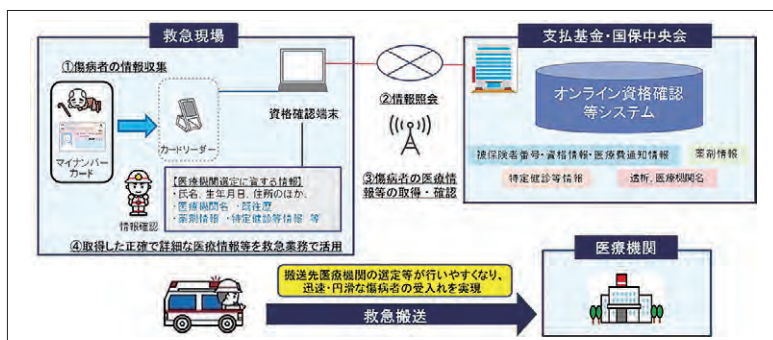 救急現場
①傷病者の情報収集
マイナンバー
カード
カードリーダー
資格確認端末
情報確認
【医療機関選定に資する情報】
・氏名、生年月日、住所のほか、
・医療機関名 ・既往歴
・薬剤情報 ・特定健診等情報 等
④取得した正確で詳細な医療情報等を救急業務で活用
②情報照会
③傷病者の医療情
報等の取得・確認
支払基金・国保中央会
オンライン資格確認
等システム
被保険者番号・資格情報・医療費通知情報
薬剤情報
特定健診等情報
透析、医療機関名
搬送先医療機関の選定等が行いやすくなり、
迅速・円滑な傷病者の受入れを実現
救急搬送
医療機関